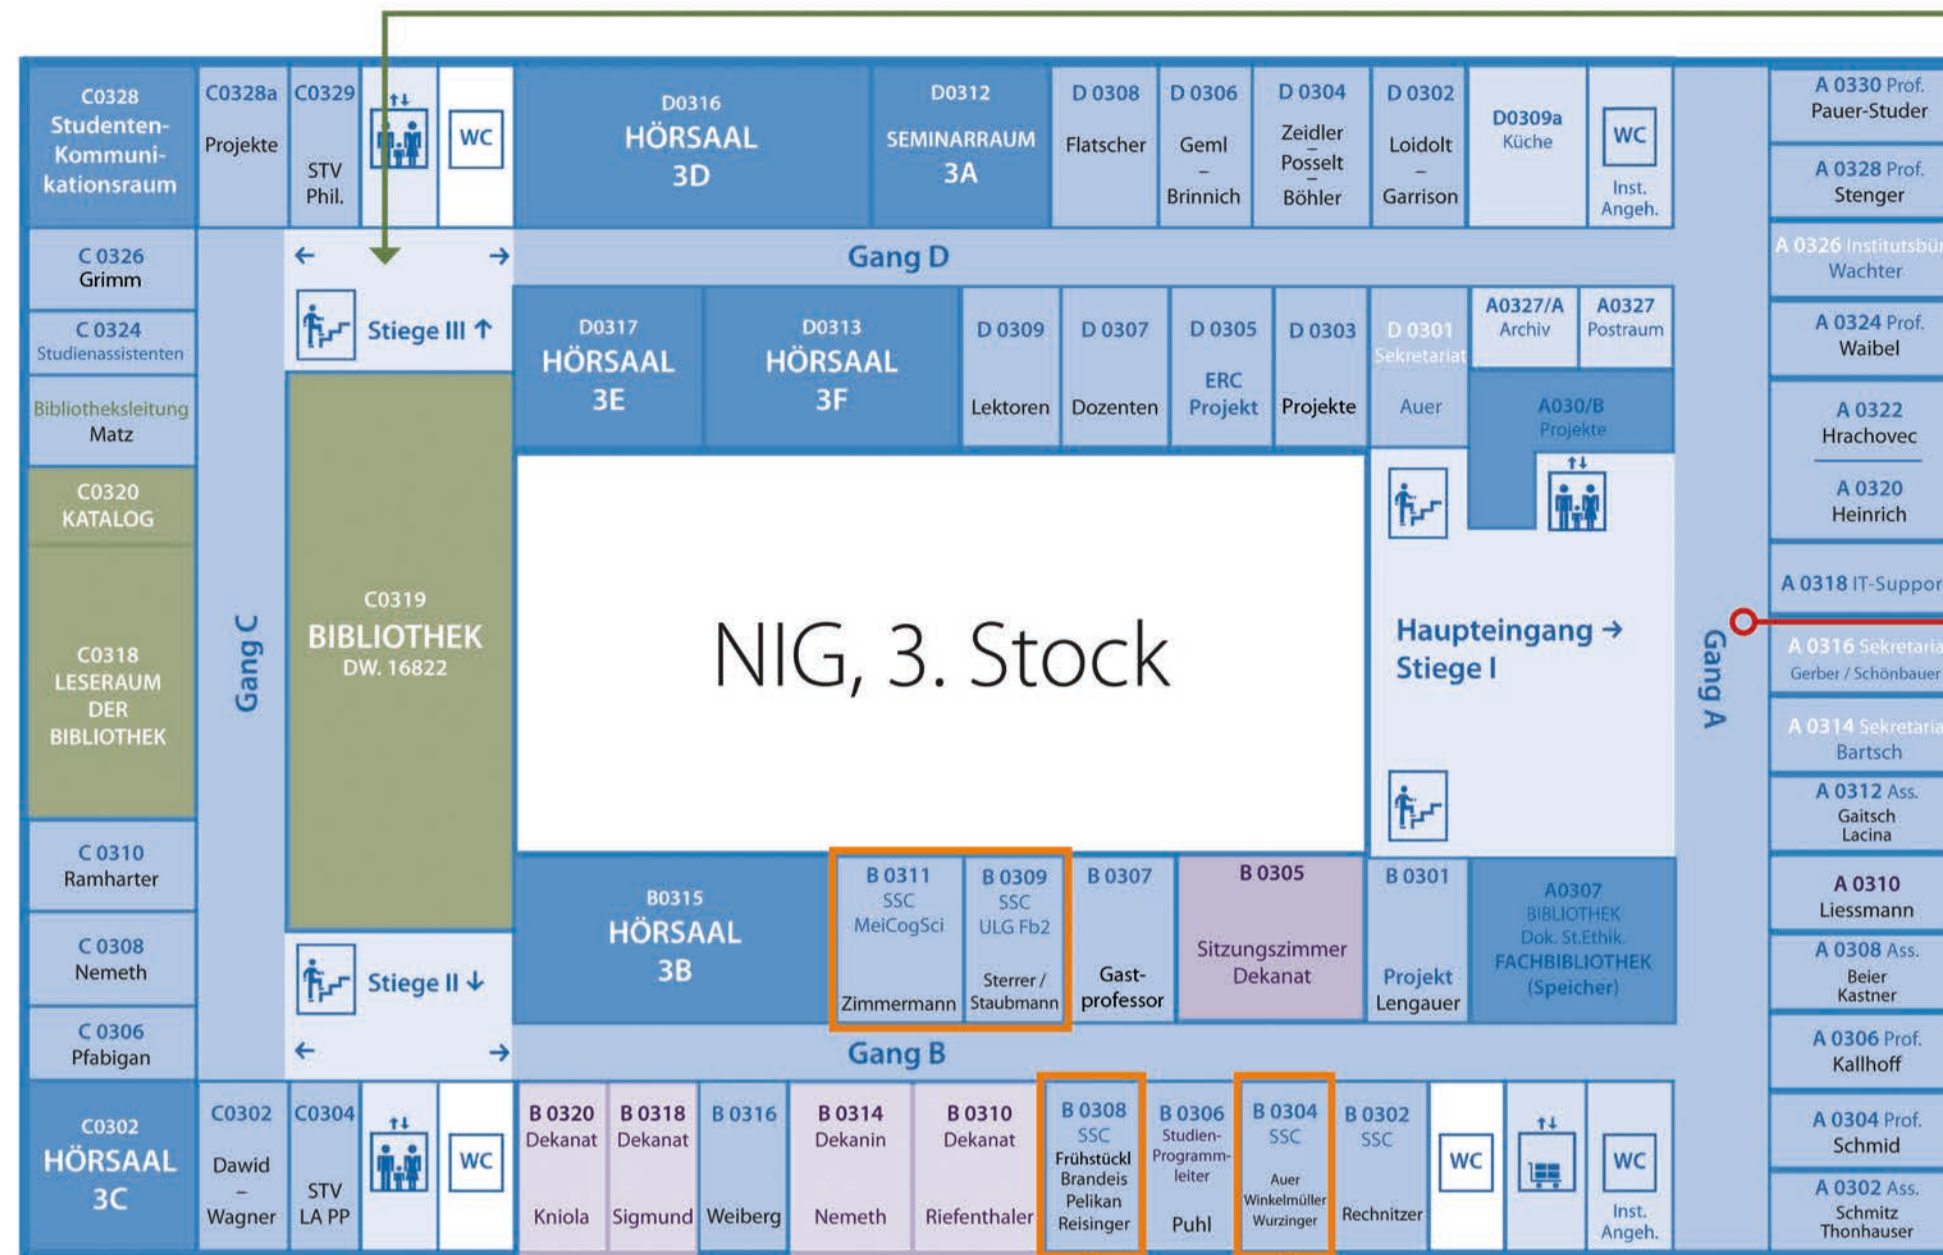 C0328
Studenten-
Kommuni-
kationsraum
C0328a
Projekte
C0329
STV
Phil.
WC
D0316
HÖRSAAL
3D
D0312
SEMINARRAUM
3A
D 0308
Flatscher
D 0306
Geml
–
Brinnich
D 0304
Zeidler
–
Posselt
–
Böhler
D 0302
Loidolt
–
Garrison
D0309a
Küche
WC
Inst.
Angeh.
A 0330 Prof.
Pauer-Studer
A 0328 Prof.
Stenger
A 0326 Institutsbür
Wachter
A 0324 Prof.
Waibel
A 0322
Hrachovec
A 0320
Heinrich
A 0318 IT-Suppor
A 0316 Sekretaria
Gerber / Schönbauer
A 0314 Sekretaria
Bartsch
A 0312 Ass.
Gaitsch
Lacina
A 0310
Liessmann
A 0308 Ass.
Beier
Kastner
A 0306 Prof.
Kallhoff
A 0304 Prof.
Schmid
A 0302 Ass.
Schmitz
Thonhauser
Gang D
C 0326
Grimm
C 0324
Studienassistenten
Bibliotheksleitung
Matz
C0320
KATALOG
C0318
LESERAUM
DER
BIBLIOTHEK
C 0310
Ramharter
C 0308
Nemeth
C 0306
Pfabigan
Gang C
← →
Stiege III ↑
C0319
BIBLIOTHEK
DW. 16822
Stiege II ↓
← →
D0317
HÖRSAAL
3E
D0313
HÖRSAAL
3F
D 0309
Lektoren
D 0307
Dozenten
D 0305
ERC
Projekt
D 0303
Projekte
D 0301
Sekretariat
Auer
A0327/A
Archiv
A0327
Postraum
A030/B
Projekte
NIG, 3. Stock
Haupteingang →
Stiege I
Gang A
B0315
HÖRSAAL
3B
B 0311
SSC
MeiCogSci
Zimmermann
B 0309
SSC
ULG Fb2
Sterrer /
Staubmann
B 0307
Gast-
professor
B 0305
Sitzungszimmer
Dekanat
B 0301
Projekt
Lengauer
A0307
BIBLIOTHEK
Dok. St.Ethik.
FACHBIBLIOTHEK
(Speicher)
Gang B
C0302
HÖRSAAL
3C
C0302
Dawid
–
Wagner
C0304
STV
LA PP
WC
B 0320
Dekanat
Kniola
B 0318
Dekanat
Sigmund
B 0316
Weiberg
B 0314
Dekanin
Nemeth
B 0310
Dekanat
Riefenthaler
B 0308
SSC
Frühstückl
Brandeis
Pelikan
Reisinger
B 0306
Studien-
Programm-
leiter
Puhl
B 0304
SSC
Auer
Winkelmüller
Wurzinger
B 0302
SSC
Rechnitzer
WC
WC
Inst.
Angeh.